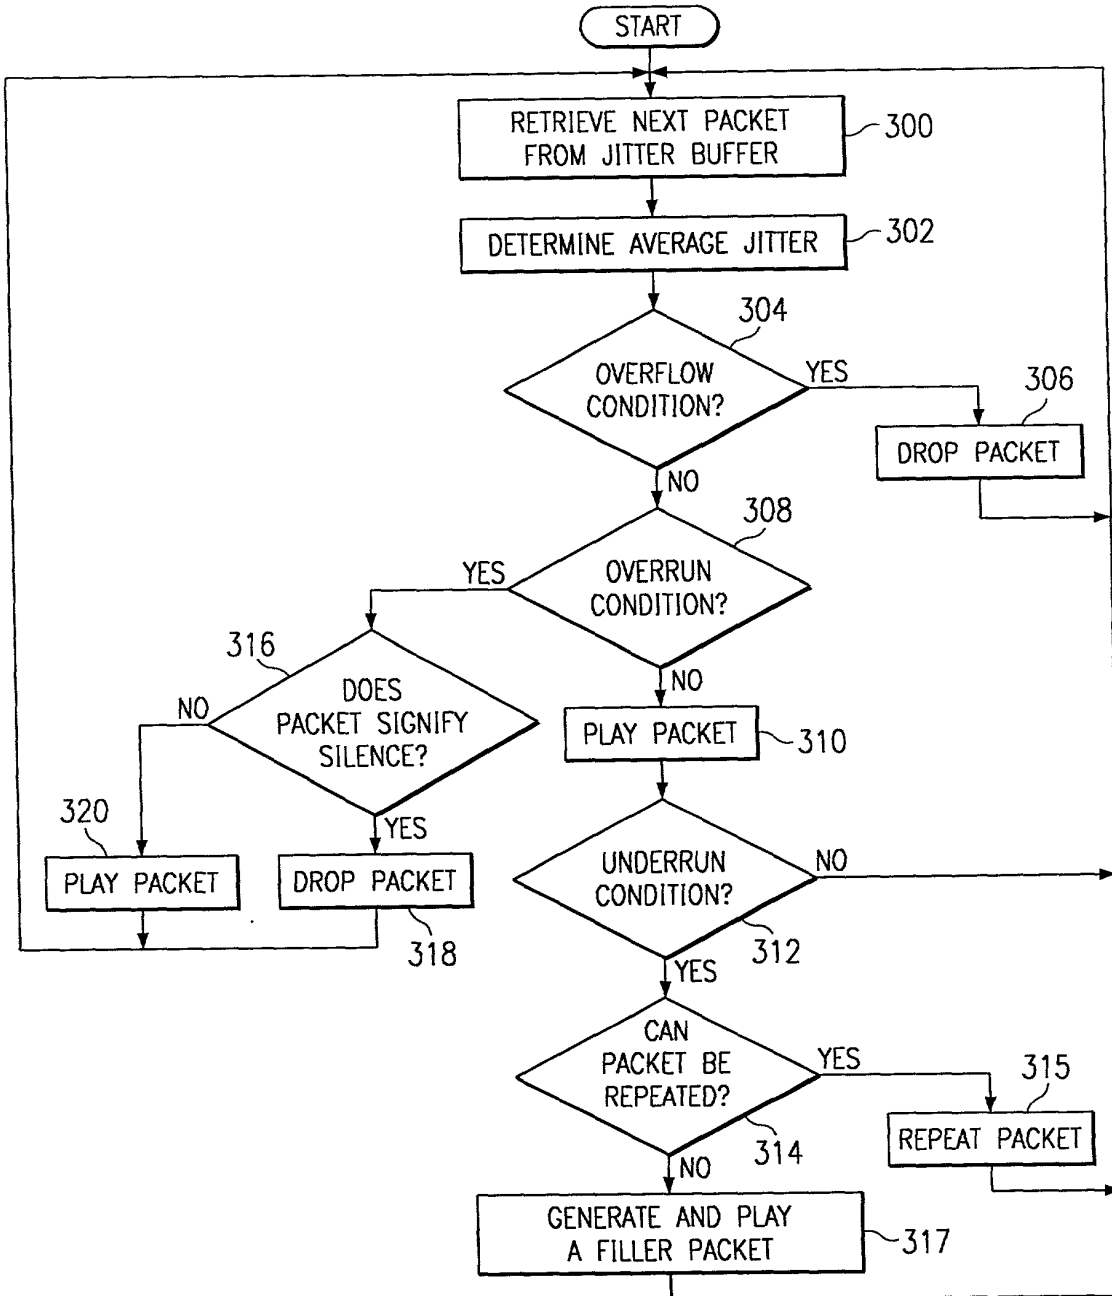 START
RETRIEVE NEXT PACKET
FROM JITTER BUFFER
300
DETERMINE AVERAGE JITTER
302
304
OVERFLOW
CONDITION?
YES
306
DROP PACKET
NO
308
OVERRUN
CONDITION?
YES
316
DOES
PACKET SIGNIFY
SILENCE?
NO
NO
PLAY PACKET
310
320
PLAY PACKET
YES
DROP PACKET
318
UNDERRUN
CONDITION?
NO
312
YES
CAN
PACKET BE
REPEATED?
YES
315
REPEAT PACKET
314
NO
GENERATE AND PLAY
A FILLER PACKET
317